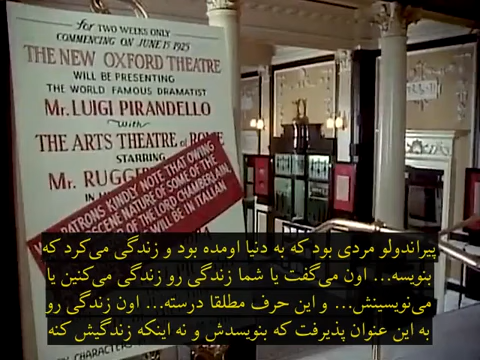 for TWO WEEKS ONLY
COMMENCING ON JUNE 15 1925
THE NEW OXFORD THEATRE
WILL BE PRESENTING
THE WORLD FAMOUS DRAMATIST
Mr. LUIGI PIRANDELLO
with
THE ARTS THEATRE of ROME
STARRING
Mr. RUGG
IN
PATRONS KINDLY NOTE THAT OWING
OBSCENE NATURE OF SOME OF THE
OF THE LORD CHAMBERLAIN,
WILL BE IN ITALIAN
CHARACTERS
پیراندولو مردی بود که به دنیا اومده بود و زندگی می‌کرد که
بنویسه... اون می‌گفت یا شما زندگی رو زندگی می‌کنین یا
می‌نویسینش... و این حرف مطلقا درسته... اون زندگی رو
به این عنوان پذیرفت که بنویسدش و نه اینکه زندگیش کنه